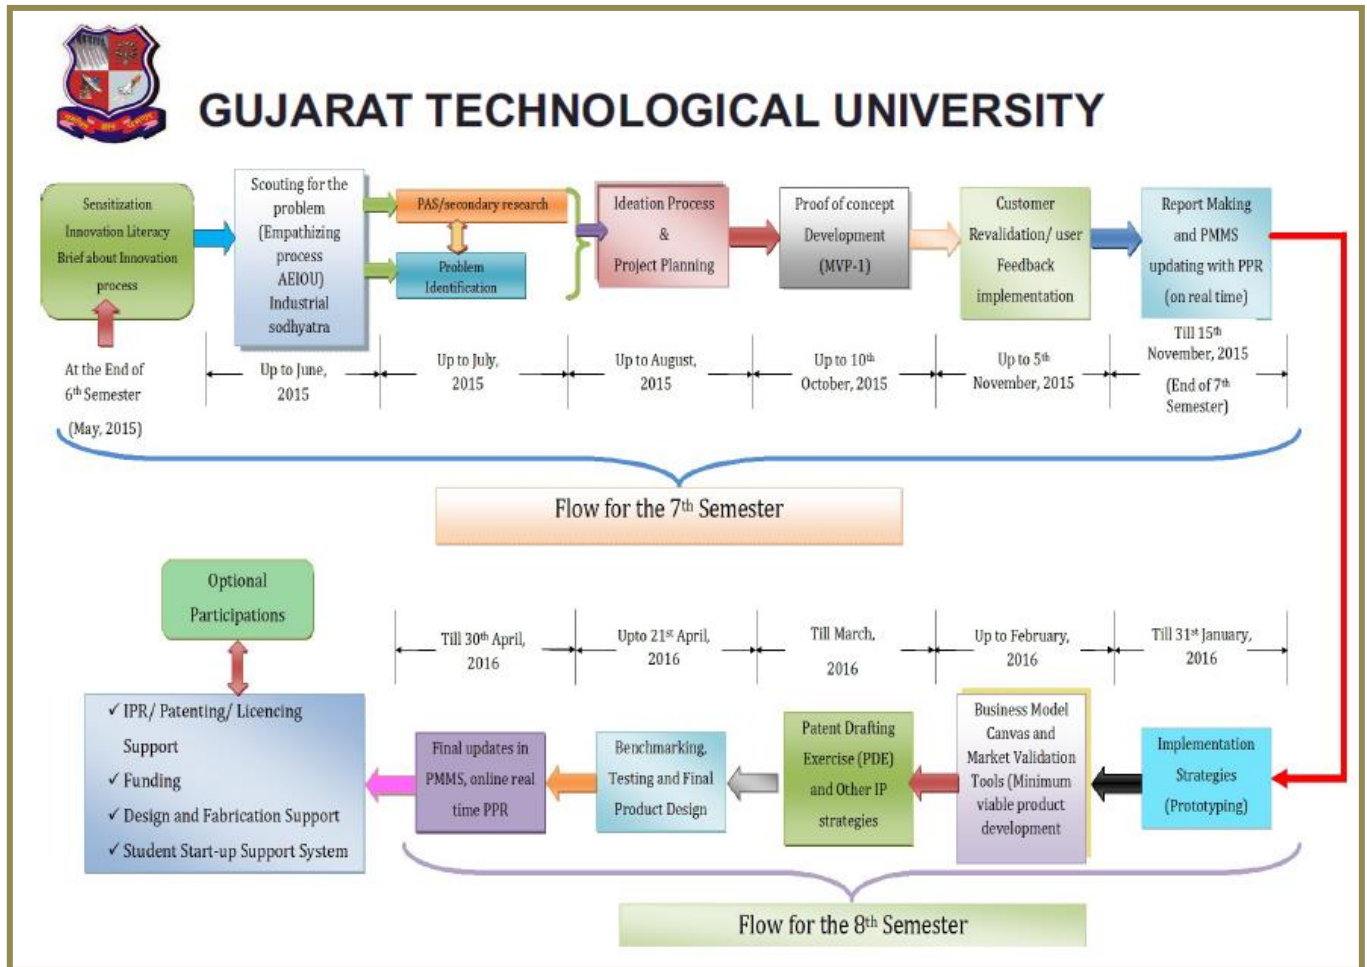 GUJARAT TECHNOLOGICAL UNIVERSITY
Sensitization
Innovation Literacy
Brief about Innovation
process
Scouting for the
problem
(Empathizing
process
AEIOU)
Industrial
sodhyatra
PAS/secondary research
Problem
Identification
Ideation Process
&
Project Planning
Proof of concept
Development
(MVP-1)
Customer
Revalidation/ user
Feedback
implementation
Report Making
and PMMS
updating with PPR
(on real time)
At the End of
6th Semester
(May, 2015)
Up to June,
2015
Up to July,
2015
Up to August,
2015
Up to 10th
October, 2015
Up to 5th
November, 2015
Till 15th
November, 2015
(End of 7th
Semester)
Flow for the 7th Semester
Optional
Participations
Till 30th April,
2016
Upto 21st April,
2016
Till March,
2016
Up to February,
2016
Till 31st January,
2016
✓ IPR/ Patenting/ Licencing
Support
✓ Funding
✓ Design and Fabrication Support
✓ Student Start-up Support System
Final updates in
PMMS, online real
time PPR
Benchmarking,
Testing and Final
Product Design
Patent Drafting
Exercise (PDE)
and Other IP
strategies
Business Model
Canvas and
Market Validation
Tools (Minimum
viable product
development
Implementation
Strategies
(Prototyping)
Flow for the 8th Semester